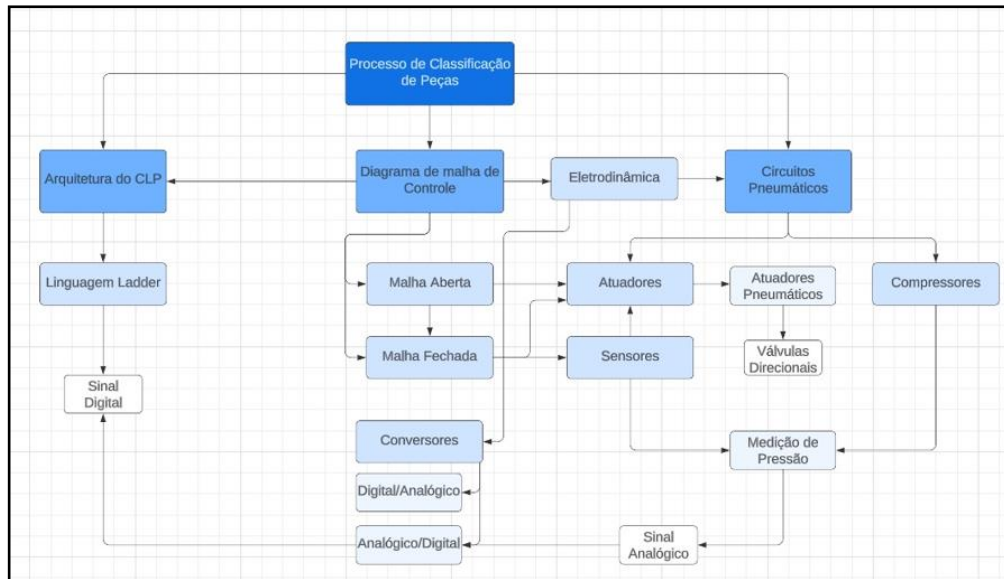 Processo de Classificação
de Peças
Arquitetura do CLP
Diagrama de malha de
Controle
Eletrodinâmica
Circuitos
Pneumáticos
Linguagem Ladder
Malha Aberta
Atuadores
Atuadores
Pneumáticos
Compressores
Malha Fechada
Sensores
Válvulas
Direcionais
Sinal
Digital
Conversores
Medição de
Pressão
Digital/Analógico
Analógico/Digital
Sinal
Analógico